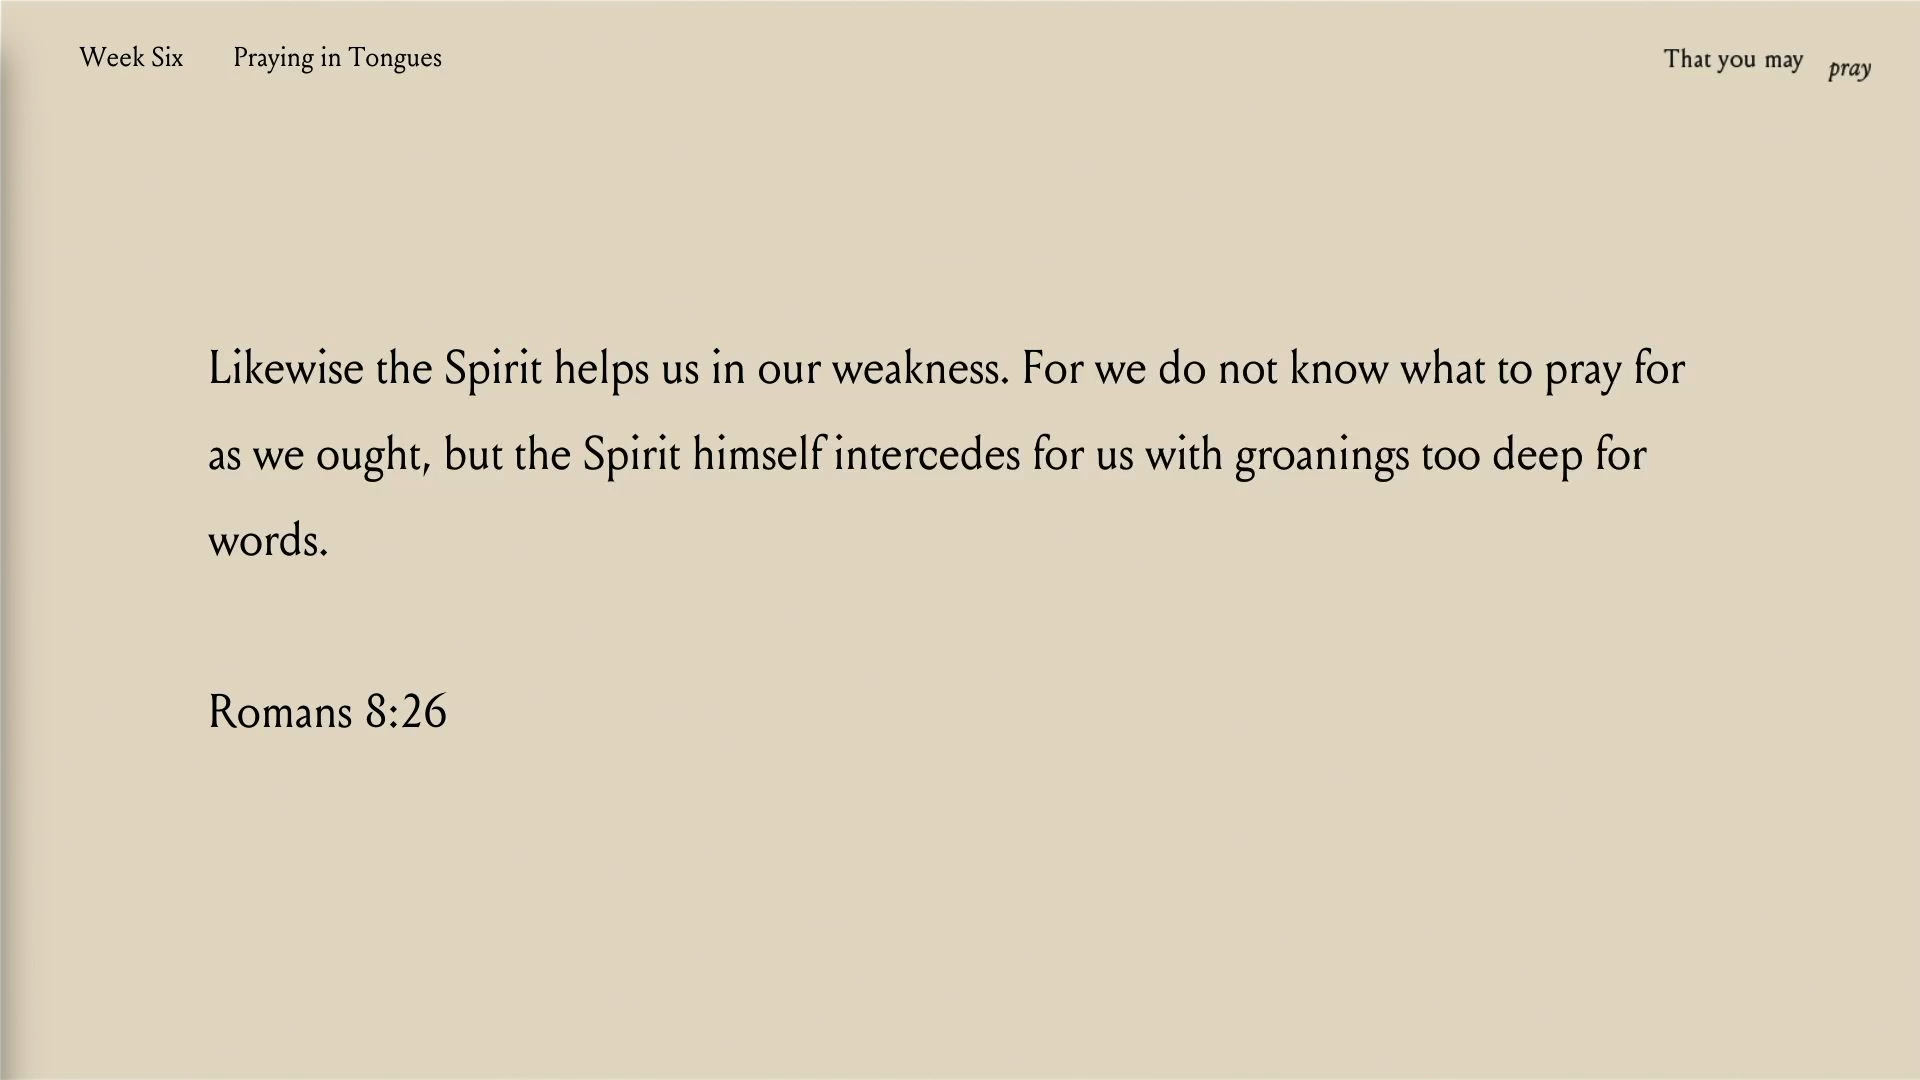 Week Six Praying in Tongues
That you may pray
Likewise the Spirit helps us in our weakness. For we do not know what to pray for
as we ought, but the Spirit himself intercedes for us with groanings too deep for
words.
Romans 8:26